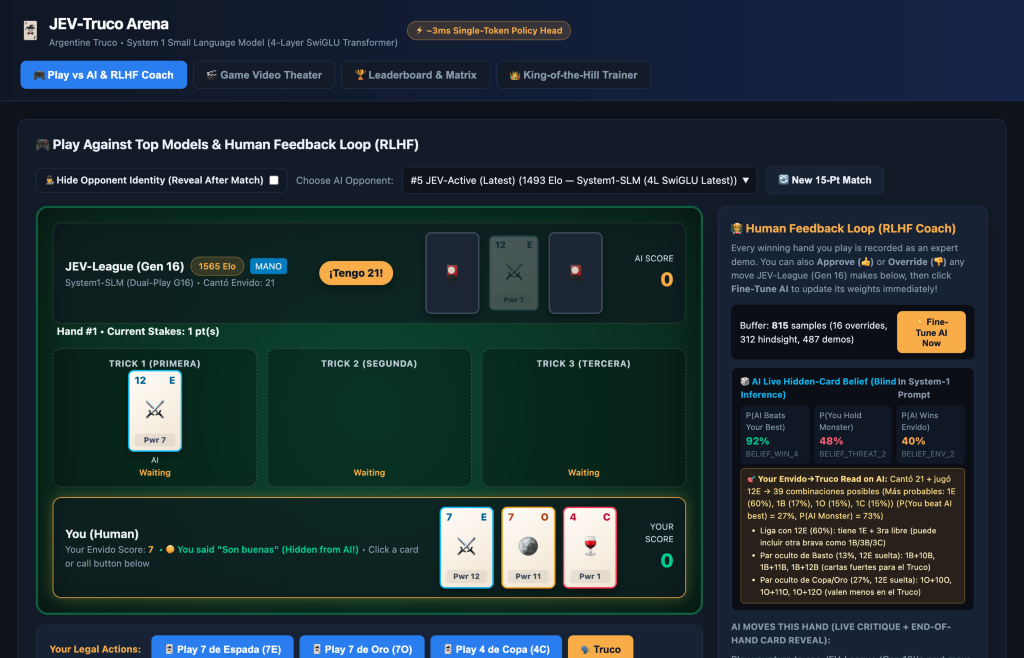 JEV-Truco Arena
Argentine Truco • System 1 Small Language Model (4-Layer SwiGLU Transformer)
⚡ ~3ms Single-Token Policy Head
🎮 Play vs AI & RLHF Coach
🎬 Game Video Theater
🏆 Leaderboard & Matrix
👑 King-of-the-Hill Trainer
🎮 Play Against Top Models & Human Feedback Loop (RLHF)
Hide Opponent Identity (Reveal After Match)
Choose AI Opponent:
#5 JEV-Active (Latest) (1493 Elo — System1-SLM (4L SwiGLU Latest)) ▼
New 15-Pt Match
JEV-League (Gen 16)
1565 Elo
MANO
System1-SLM (Dual-Play G16) • Cantó Envido: 21
¡Tengo 21!
12 E
Pwr 7
AI SCORE
0
Hand #1 • Current Stakes: 1 pt(s)
TRICK 1 (PRIMERA)
12 E
Pwr 7
AI
Waiting
TRICK 2 (SEGUNDA)
Waiting
TRICK 3 (TERCERA)
Waiting
You (Human)
Your Envido Score: 7 • You said "Son buenas" (Hidden from AI!) • Click a card
or call button below
7 E
Pwr 12
7 O
Pwr 11
4 C
Pwr 1
YOUR
SCORE
0
Your Legal Actions:
Play 7 de Espada (7E)
Play 7 de Oro (7O)
Play 4 de Copa (4C)
Truco
Human Feedback Loop (RLHF Coach)
Every winning hand you play is recorded as an expert
demo. You can also Approve (👍) or Override (👎) any
move JEV-League (Gen 16) makes below, then click
Fine-Tune AI to update its weights immediately!
Buffer: 815 samples (16 overrides,
312 hindsight, 487 demos)
Fine-
Tune AI
Now
AI Live Hidden-Card Belief (Blind
Inference)
In System-1
Prompt
P(AI Beats
Your Best)
92%
BELIEF_WIN_4
P(You Hold
Monster)
48%
BELIEF_THREAT_2
P(AI Wins
Envido)
40%
BELIEF_ENV_2
Your Envido→Truco Read on AI: Cantó 21 + jugó
12E → 39 combinaciones posibles (Más probables: 1E
(60%), 1B (17%), 1O (15%), 1C (15%)) (P(You beat AI
best) = 27%, P(AI Monster) = 73%)
• Liga con 12E (60%): tiene 1E + 3ra libre (puede
incluir otra brava como 1B/3B/3C)
• Par oculto de Basto (13%, 12E suelta): 1B+10B,
1B+11B, 1B+12B (cartas fuertes para el Truco)
• Par oculto de Copa/Oro (27%, 12E suelta): 1O+10O,
1O+11O, 1O+12O (valen menos en el Truco)
AI MOVES THIS HAND (LIVE CRITIQUE + END-OF-
HAND CARD REVEAL):